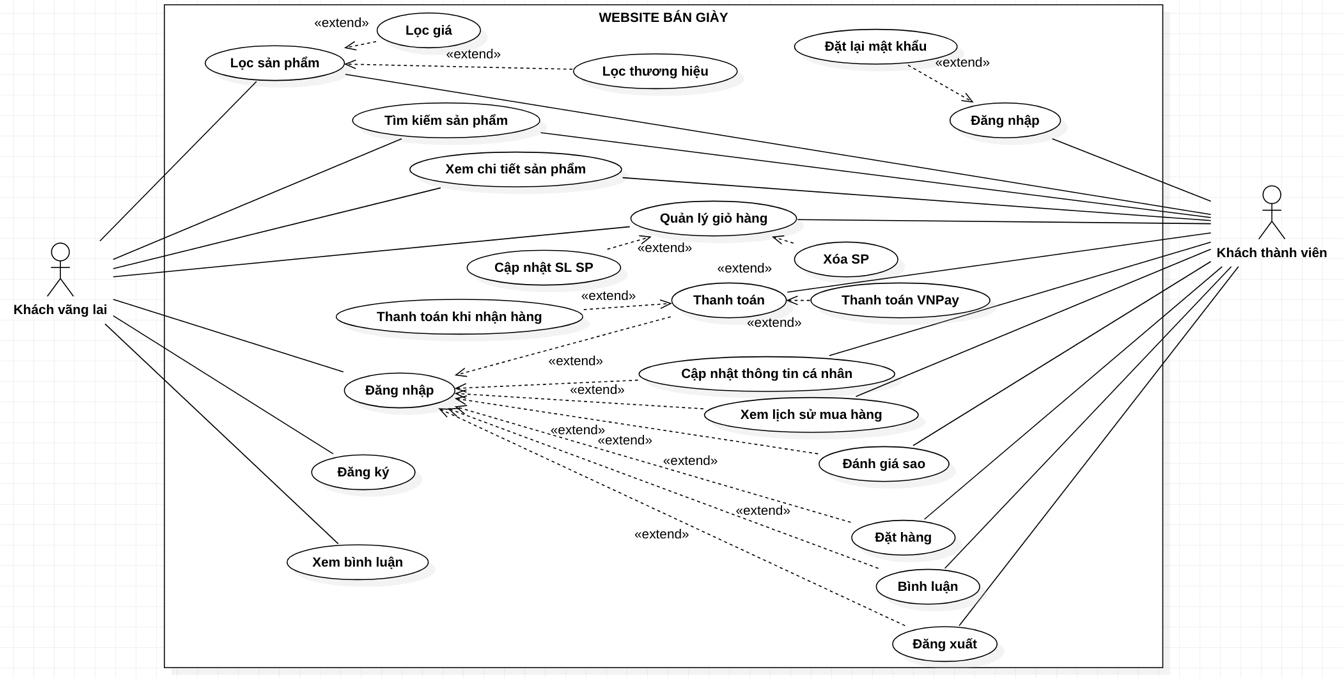 WEBSITE BÁN GIÀY
«extend»
Lọc giá
Lọc sản phẩm
«extend»
Lọc thương hiệu
Đặt lại mật khẩu
«extend»
Tìm kiếm sản phẩm
Đăng nhập
Xem chi tiết sản phẩm
Quản lý giỏ hàng
«extend»
Cập nhật SL SP
Xóa SP
«extend»
Khách vãng lai
Khách thành viên
«extend»
Thanh toán
Thanh toán VNPay
Thanh toán khi nhận hàng
«extend»
«extend»
Cập nhật thông tin cá nhân
Đăng nhập
«extend»
Xem lịch sử mua hàng
«extend»
«extend»
Đánh giá sao
«extend»
Đăng ký
«extend»
«extend»
Đặt hàng
Xem bình luận
Bình luận
Đăng xuất